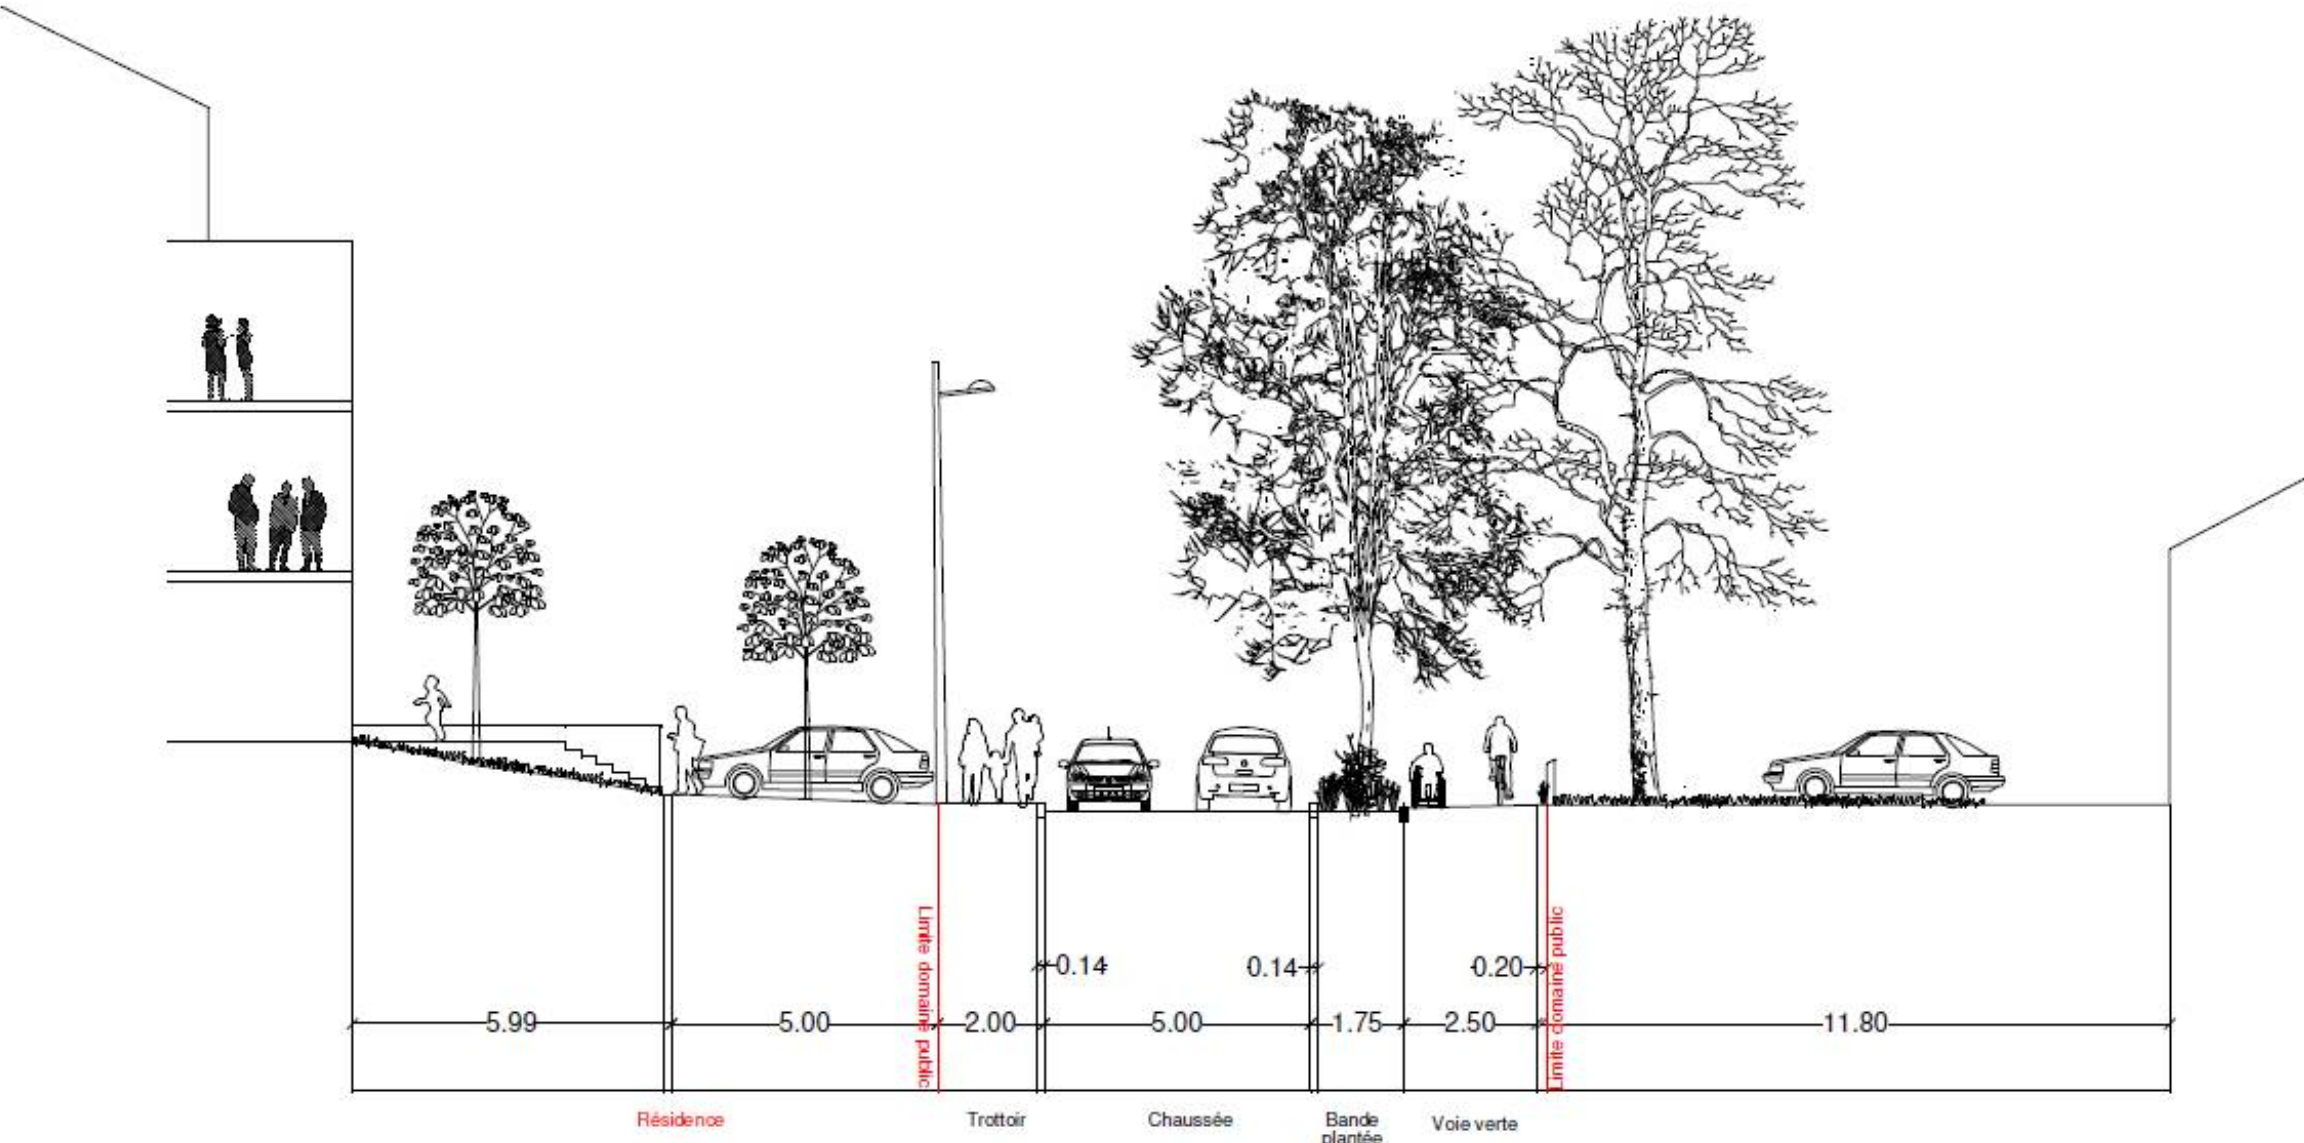 Limite domaine public
Limite domaine public
0.14
0.14
0.20
5.99
5.00
2.00
5.00
1.75
2.50
11.80
Résidence
Trottoir
Chaussée
Bande
plantée
Voie verte